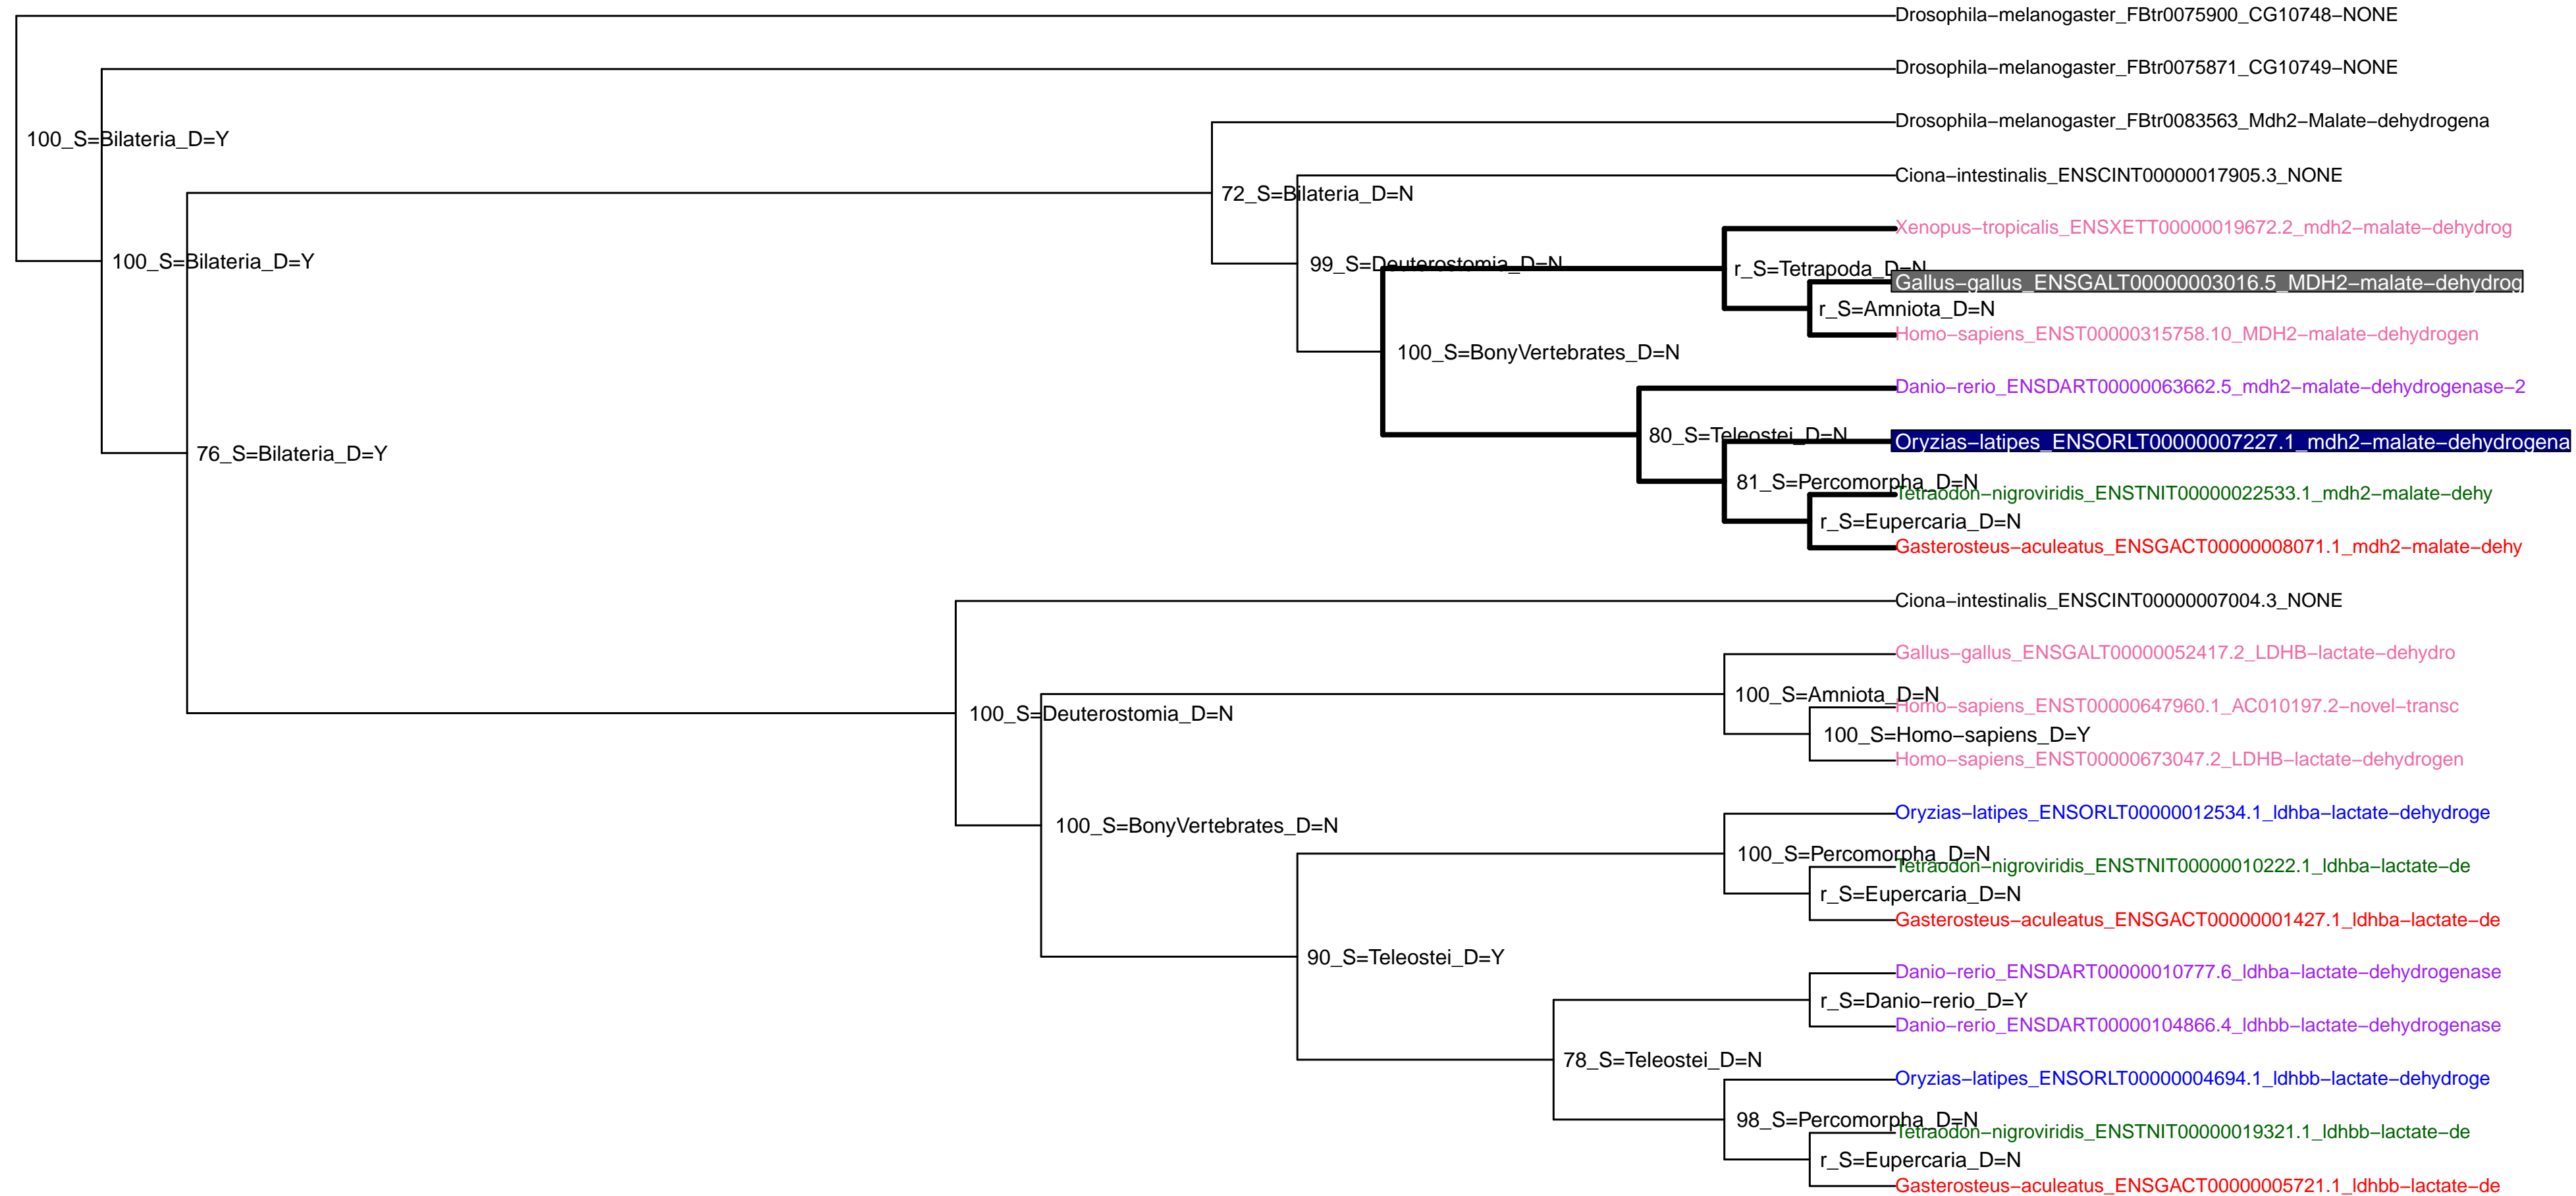 Drosophila-melanogaster_FBtr0075900_CG10748-NONE
Drosophila-melanogaster_FBtr0075871_CG10749-NONE
Drosophila-melanogaster_FBtr0083563_Mdh2-Malate-dehydrogena
100_S=Bilateria_D=Y
Ciona-intestinalis_ENSCINT00000017905.3_NONE
72_S=Bilateria_D=N
Xenopus-tropicalis_ENSXETT00000019672.2_mdh2-malate-dehydrog
100_S=Bilateria_D=Y
99_S=Deuterostomia_D=N
r_S=Tetrapoda_D=N
Gallus-gallus_ENSGALT00000003016.5_MDH2-malate-dehydrog
r_S=Amniota_D=N
Homo-sapiens_ENST00000315758.10_MDH2-malate-dehydrogen
100_S=BonyVertebrates_D=N
Danio-rerio_ENSDART00000063662.5_mdh2-malate-dehydrogenase-2
80_S=Teleostei_D=N
Oryzias-latipes_ENSORLT00000007227.1_mdh2-malate-dehydrogena
76_S=Bilateria_D=Y
81_S=Percomorpha_D=N
Tetraodon-nigroviridis_ENSTNIT00000022533.1_mdh2-malate-dehy
r_S=Eupercaria_D=N
Gasterosteus-aculeatus_ENSGACT00000008071.1_mdh2-malate-dehy
Ciona-intestinalis_ENSCINT00000007004.3_NONE
Gallus-gallus_ENSGALT00000052417.2_LDHB-lactate-dehydro
100_S=Amniota_D=N
Homo-sapiens_ENST00000647960.1_AC010197.2-novel-transc
100_S=Deuterostomia_D=N
100_S=Homo-sapiens_D=Y
Homo-sapiens_ENST00000673047.2_LDHB-lactate-dehydrogen
Oryzias-latipes_ENSORLT00000012534.1_ldhba-lactate-dehydroge
100_S=BonyVertebrates_D=N
100_S=Percomorpha_D=N
Tetraodon-nigroviridis_ENSTNIT00000010222.1_ldhba-lactate-de
r_S=Eupercaria_D=N
Gasterosteus-aculeatus_ENSGACT00000001427.1_ldhba-lactate-de
90_S=Teleostei_D=Y
Danio-rerio_ENSDART00000010777.6_ldhba-lactate-dehydrogenase
r_S=Danio-rerio_D=Y
Danio-rerio_ENSDART00000104866.4_ldhbb-lactate-dehydrogenase
78_S=Teleostei_D=N
Oryzias-latipes_ENSORLT00000004694.1_ldhbb-lactate-dehydroge
98_S=Percomorpha_D=N
Tetraodon-nigroviridis_ENSTNIT00000019321.1_ldhbb-lactate-de
r_S=Eupercaria_D=N
Gasterosteus-aculeatus_ENSGACT00000005721.1_ldhbb-lactate-de